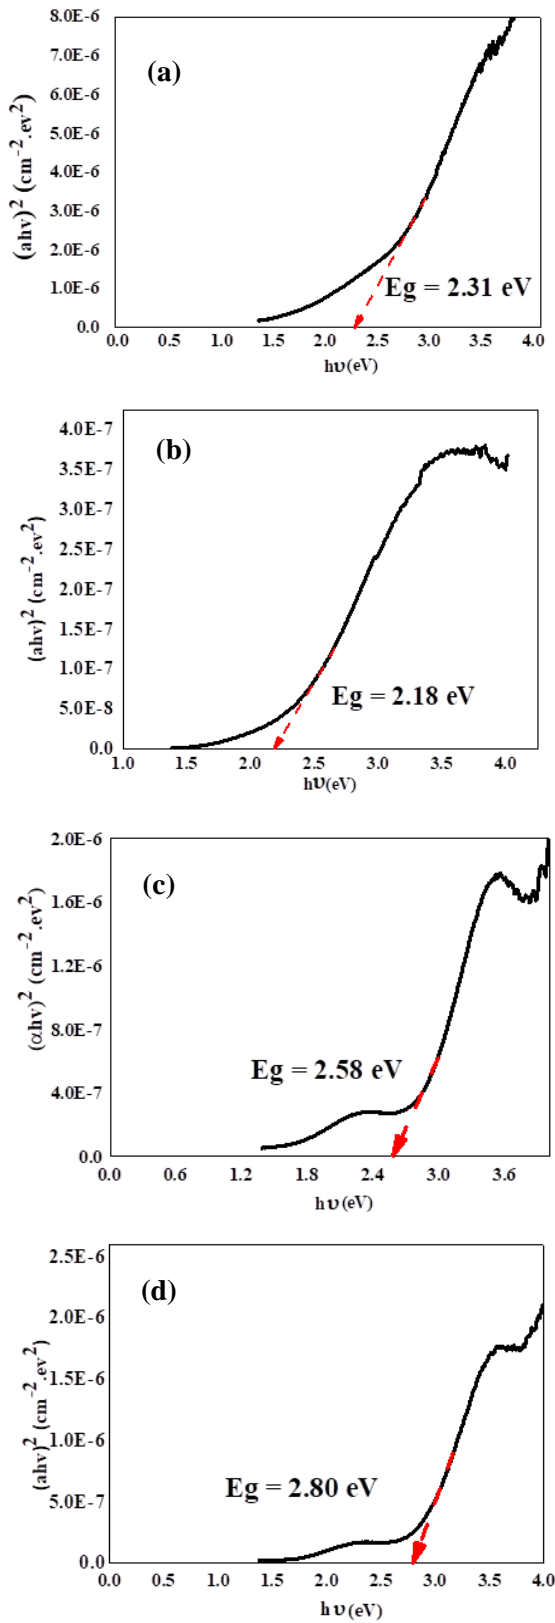 (a)
(ahν)² (cm⁻².ev²)
8.0E-6
7.0E-6
6.0E-6
5.0E-6
4.0E-6
3.0E-6
2.0E-6
1.0E-6
0.0
Eg = 2.31 eV
0.0 0.5 1.0 1.5 2.0 2.5 3.0 3.5 4.0
hυ(eV)
(b)
(ahν)² (cm⁻².ev²)
4.0E-7
3.5E-7
3.0E-7
2.5E-7
2.0E-7
1.5E-7
1.0E-7
5.0E-8
0.0
Eg = 2.18 eV
1.0 1.5 2.0 2.5 3.0 3.5 4.0
hυ(eV)
(c)
(αhν)² (cm⁻².ev²)
2.0E-6
1.6E-6
1.2E-6
8.0E-7
4.0E-7
0.0
Eg = 2.58 eV
0.0 0.6 1.2 1.8 2.4 3.0 3.6
hυ(eV)
(d)
(ahν)² (cm⁻².ev²)
2.5E-6
2.0E-6
1.5E-6
1.0E-6
5.0E-7
0.0
Eg = 2.80 eV
0.0 0.5 1.0 1.5 2.0 2.5 3.0 3.5 4.0
hυ(eV)